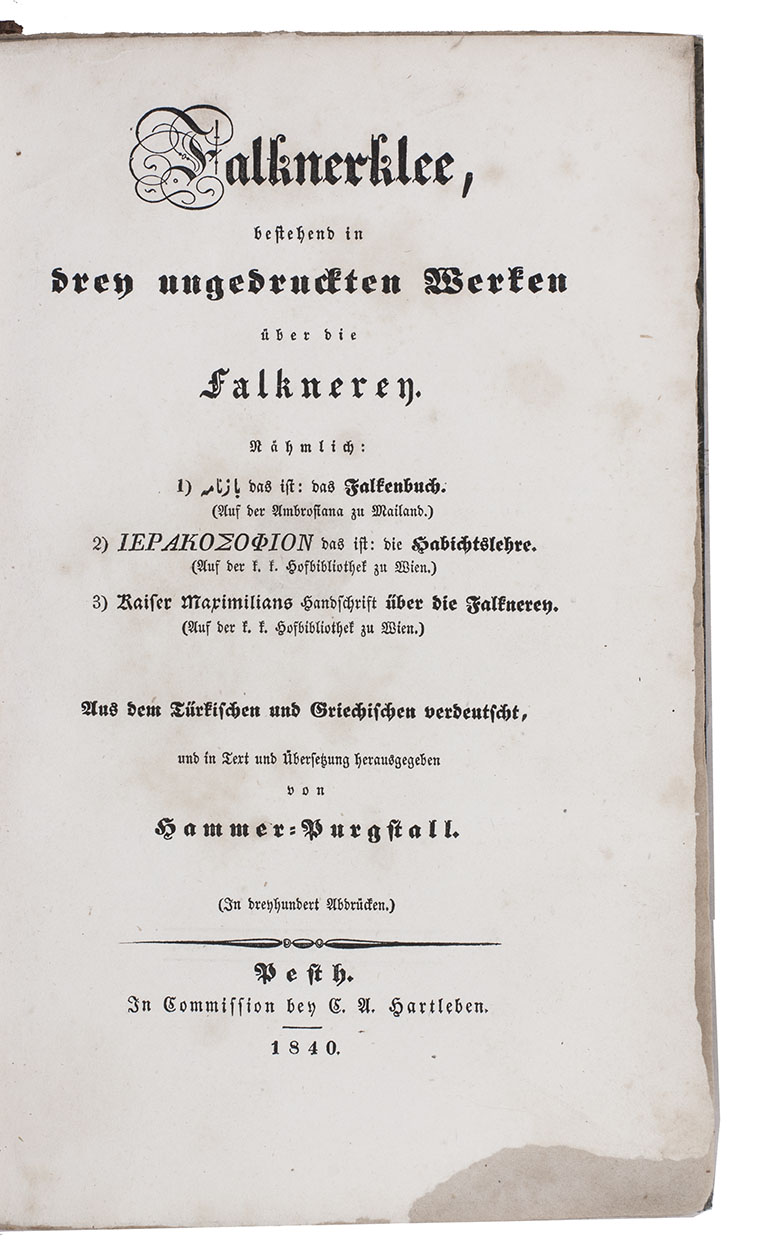 Falknerklee,
bestehend in
drey ungedruckten Werken
über die
Falknerey.
Nähmlich:
1) بازنامه das ist: das Falkenbuch.
(Auf der Ambrosiana zu Mailand.)
2) ΙΕΡΑΚΟΣΟΦΙΟΝ das ist: die Habichtslehre.
(Auf der k. k. Hofbibliothek zu Wien.)
3) Kaiser Maximilians Handschrift über die Falknerey.
(Auf der k. k. Hofbibliothek zu Wien.)
Aus dem Türkischen und Griechischen verdeutscht,
und in Text und Übersetzung herausgegeben
von
Hammer-Purgstall.
(In dreyhundert Abdrücken.)
Pesth.
In Commission bey C. A. Hartleben.
1840.